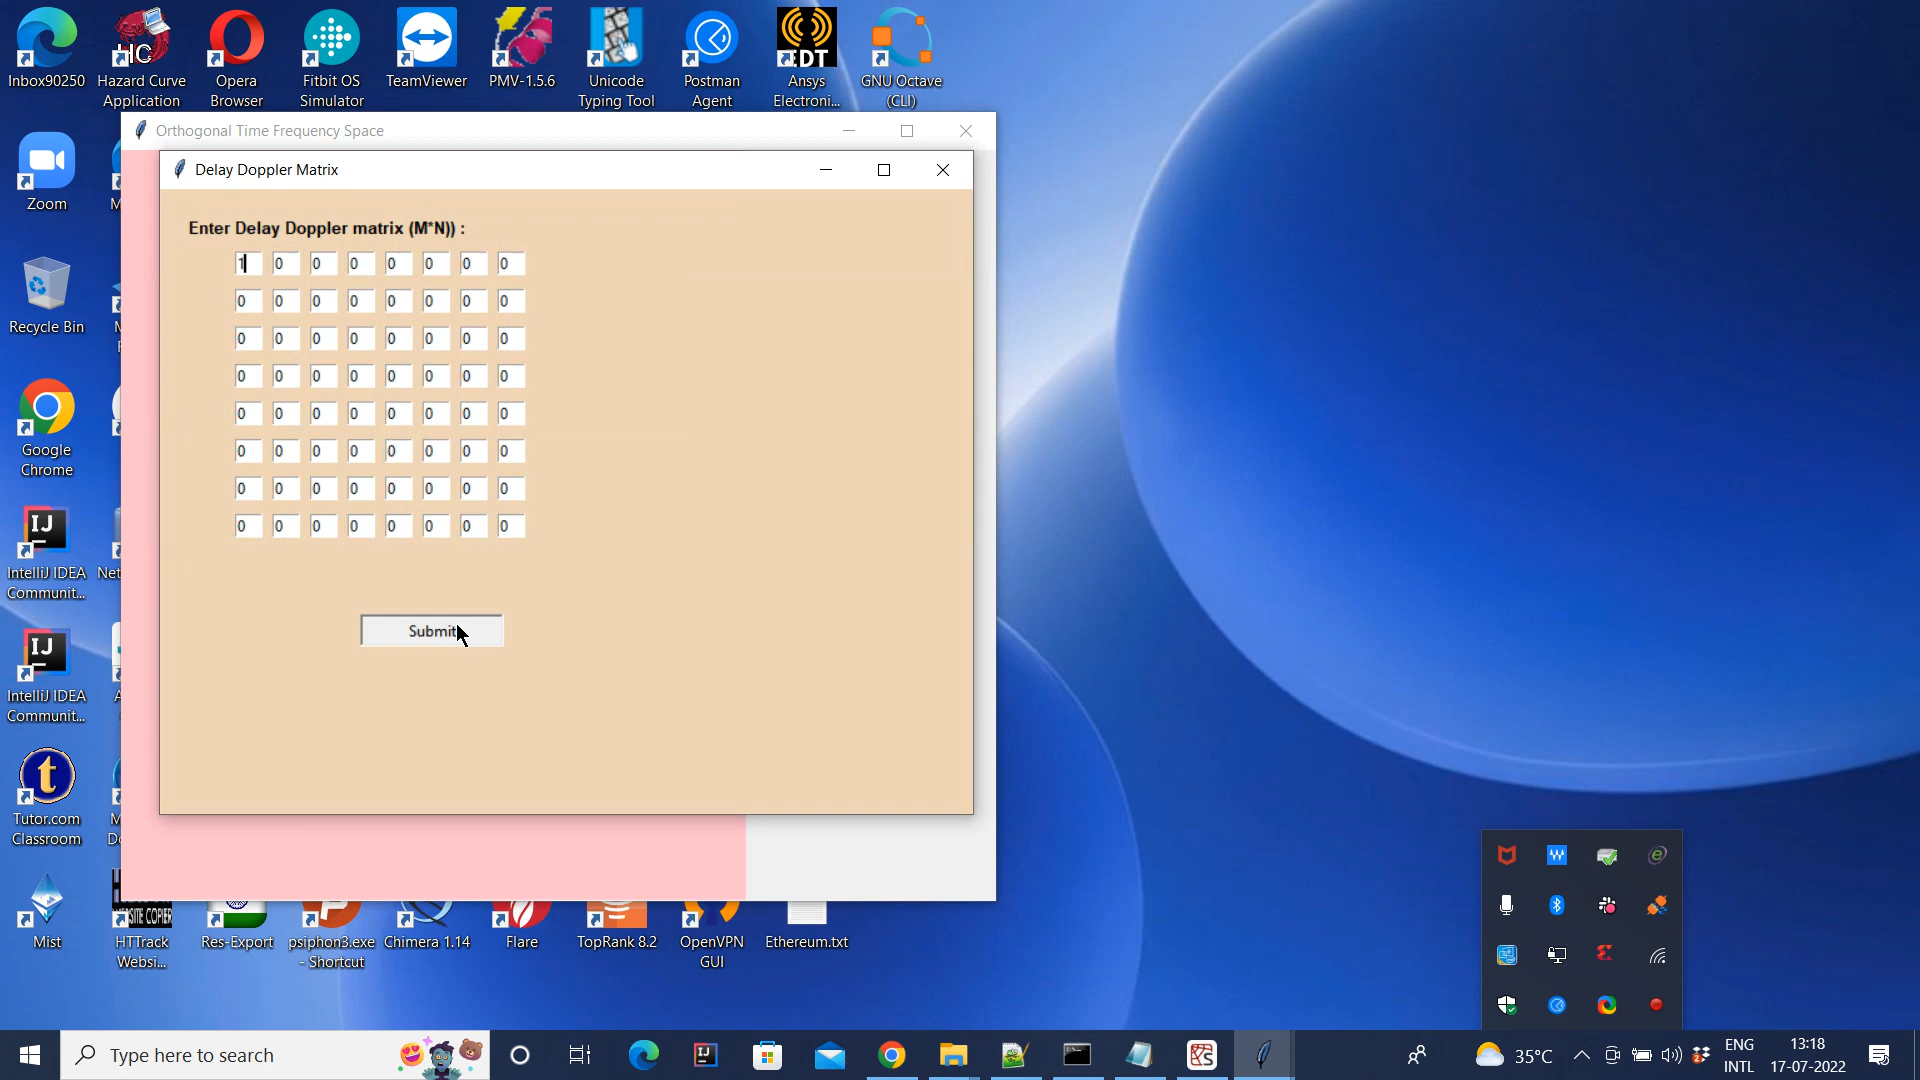 Inbox90250
Hazard Curve
Application
Opera
Browser
Fitbit OS
Simulator
TeamViewer
PMV-1.5.6
Unicode
Typing Tool
Postman
Agent
Ansys
Electroni...
GNU Octave
(CLI)
HC
EDT
Orthogonal Time Frequency Space
Delay Doppler Matrix
Enter Delay Doppler matrix (M*N)) :
1 0 0 0 0 0 0 0
0 0 0 0 0 0 0 0
0 0 0 0 0 0 0 0
0 0 0 0 0 0 0 0
0 0 0 0 0 0 0 0
0 0 0 0 0 0 0 0
0 0 0 0 0 0 0 0
0 0 0 0 0 0 0 0
Submit
Zoom
Recycle Bin
Google
Chrome
IJ
IntelliJ IDEA
Communit...
Net
IJ
IntelliJ IDEA
Communit...
t
Tutor.com
Classroom
Mist
HTTrack
Websi...
SITE COPIER
Res-Export
psiphon3.exe
- Shortcut
Chimera 1.14
Flare
TopRank 8.2
OpenVPN
GUI
Ethereum.txt
Type here to search
35°C
ENG
INTL
13:18
17-07-2022